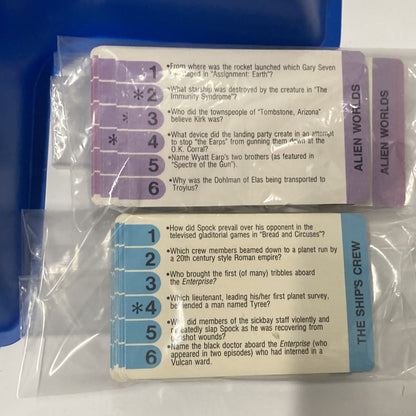 1 •From where was the rocket launched which Gary Seven
sabotaged in "Assignment: Earth"?
*2 •What starship was destroyed by the creature in "The
Immunity Syndrome"?
* 3 •Who did the townspeople of "Tombstone, Arizona"
believe Kirk was?
* 4 •What device did the landing party create in an attempt
to stop "the Earps" from gunning them down at the
O.K. Corral?
5 •Name Wyatt Earp's two brothers (as featured in
"Spectre of the Gun").
6 •Why was the Dohlman of Elas being transported to
Troyius?
ALIEN WORLDS
ALIEN WORLDS
1 •How did Spock prevail over his opponent in the
televised gladitorial games in "Bread and Circuses"?
2 •Which crew members beamed down to a planet run by
a 20th century style Roman empire?
3 •Who brought the first (of many) tribbles aboard
the Enterprise?
*4 •Which lieutenant, leading his/her first planet survey,
befriended a man named Tyree?
5 •Why did members of the sickbay staff violently and
repeatedly slap Spock as he was recovering from
gunshot wounds?
6 •Name the black doctor aboard the Enterprise (who
appeared in two episodes) who had interned in a
Vulcan ward.
THE SHIP'S CREW